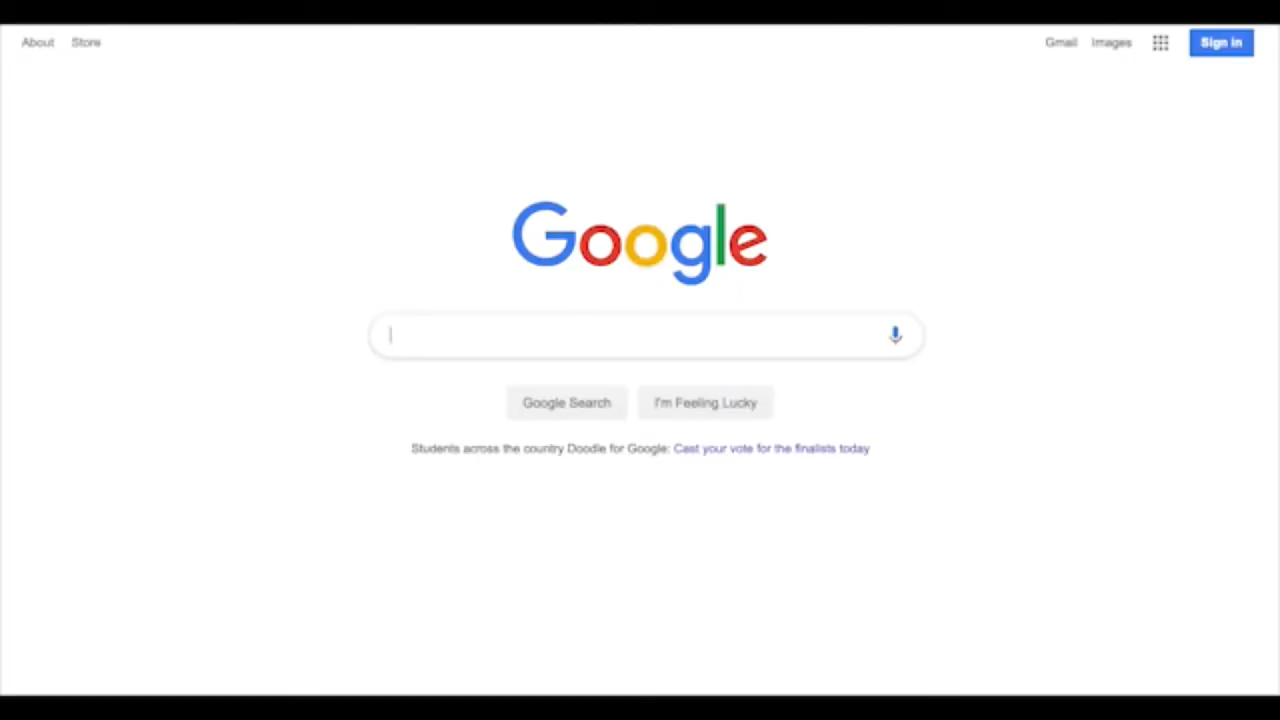 About Store
Gmail Images Sign in
Google
Google Search I'm Feeling Lucky
Students across the country Doodle for Google: Cast your vote for the finalists today